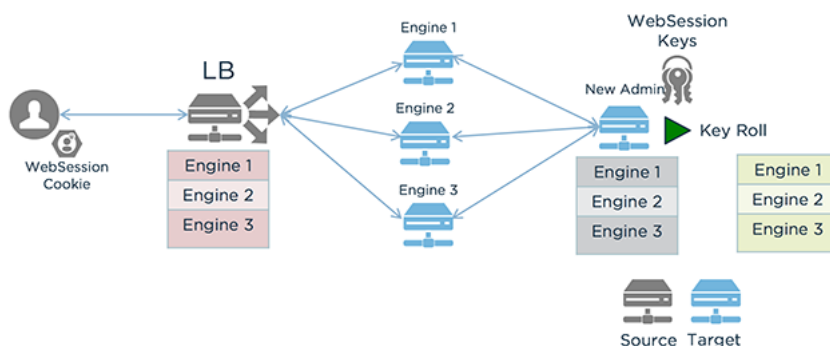 WebSession
Keys
Engine 1
LB
New Admin
Engine 2
Key Roll
WebSession
Cookie
Engine 1
Engine 2
Engine 3
Engine 3
Engine 1
Engine 2
Engine 3
Engine 1
Engine 2
Engine 3
Source
Target